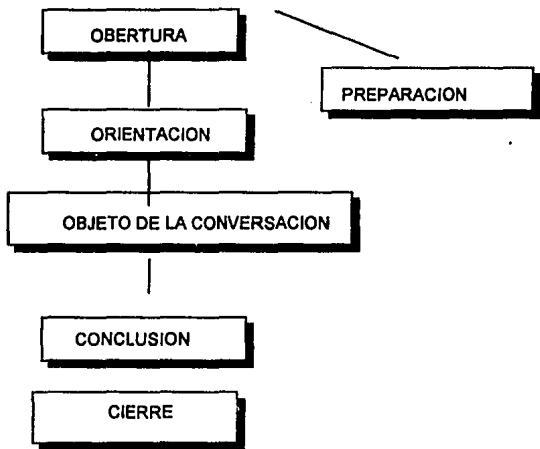 OBERTURA
PREPARACION
ORIENTACION
OBJETO DE LA CONVERSACION
CONCLUSION
CIERRE